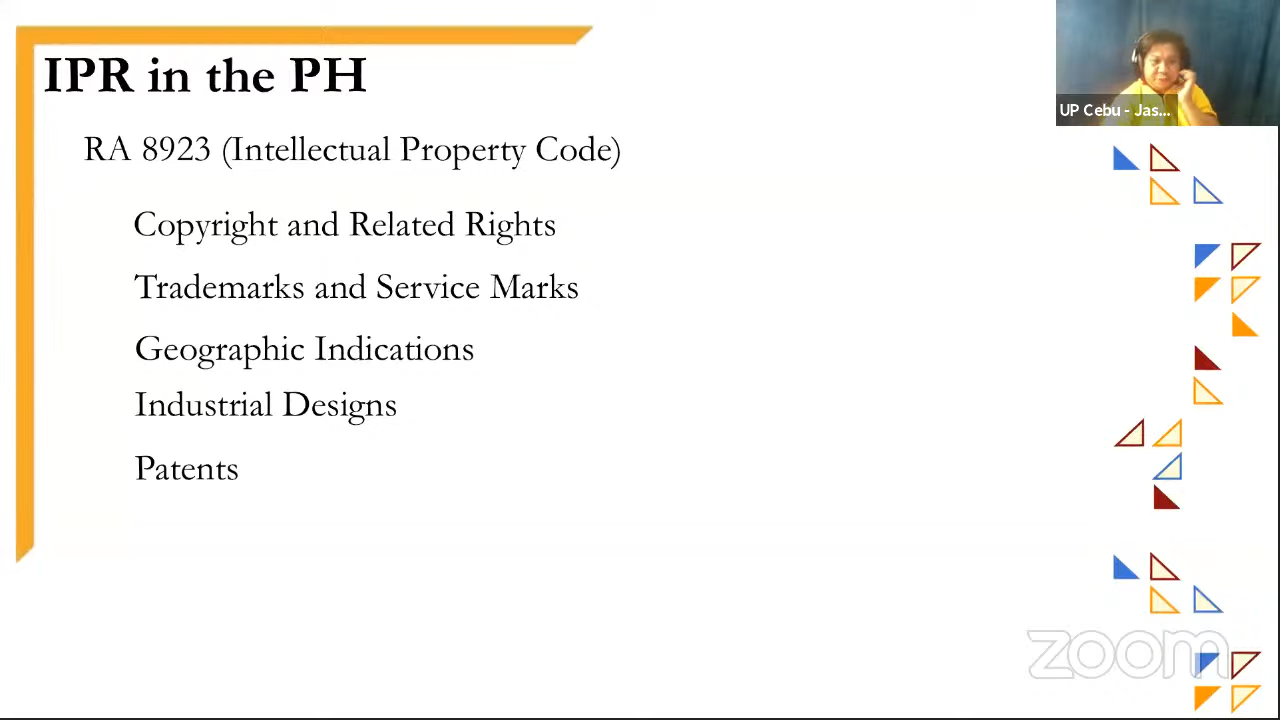 IPR in the PH
UP Cebu - Jas...
RA 8923 (Intellectual Property Code)
Copyright and Related Rights
Trademarks and Service Marks
Geographic Indications
Industrial Designs
Patents
zoom